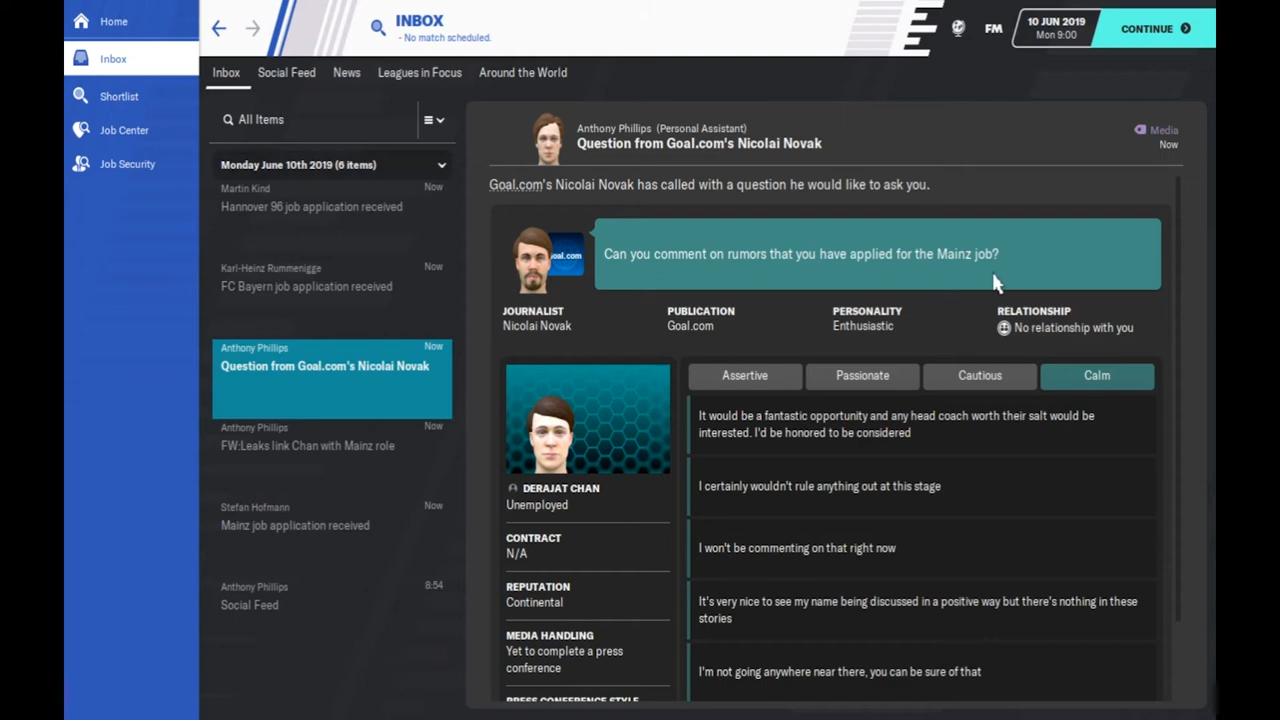 Home
INBOX
- No match scheduled.
FM
10 JUN 2019
Mon 9:00
CONTINUE
Inbox
Shortlist
Job Center
Job Security
Inbox
Social Feed
News
Leagues in Focus
Around the World
All Items
Monday June 10th 2019 (6 items)
Martin Kind
Now
Hannover 96 job application received
Karl-Heinz Rummenigge
Now
FC Bayern job application received
Anthony Phillips
Now
Question from Goal.com's Nicolai Novak
Anthony Phillips
Now
FW:Leaks link Chan with Mainz role
Stefan Hofmann
Now
Mainz job application received
Anthony Phillips
8:54
Social Feed
Anthony Phillips (Personal Assistant)
Question from Goal.com's Nicolai Novak
Media
Now
Goal.com's Nicolai Novak has called with a question he would like to ask you.
oal.com
Can you comment on rumors that you have applied for the Mainz job?
JOURNALIST
Nicolai Novak
PUBLICATION
Goal.com
PERSONALITY
Enthusiastic
RELATIONSHIP
No relationship with you
DERAJAT CHAN
Unemployed
CONTRACT
N/A
REPUTATION
Continental
MEDIA HANDLING
Yet to complete a press
conference
PRESS CONFERENCE STYLE
Assertive
Passionate
Cautious
Calm
It would be a fantastic opportunity and any head coach worth their salt would be
interested. I'd be honored to be considered
I certainly wouldn't rule anything out at this stage
I won't be commenting on that right now
It's very nice to see my name being discussed in a positive way but there's nothing in these
stories
I'm not going anywhere near there, you can be sure of that